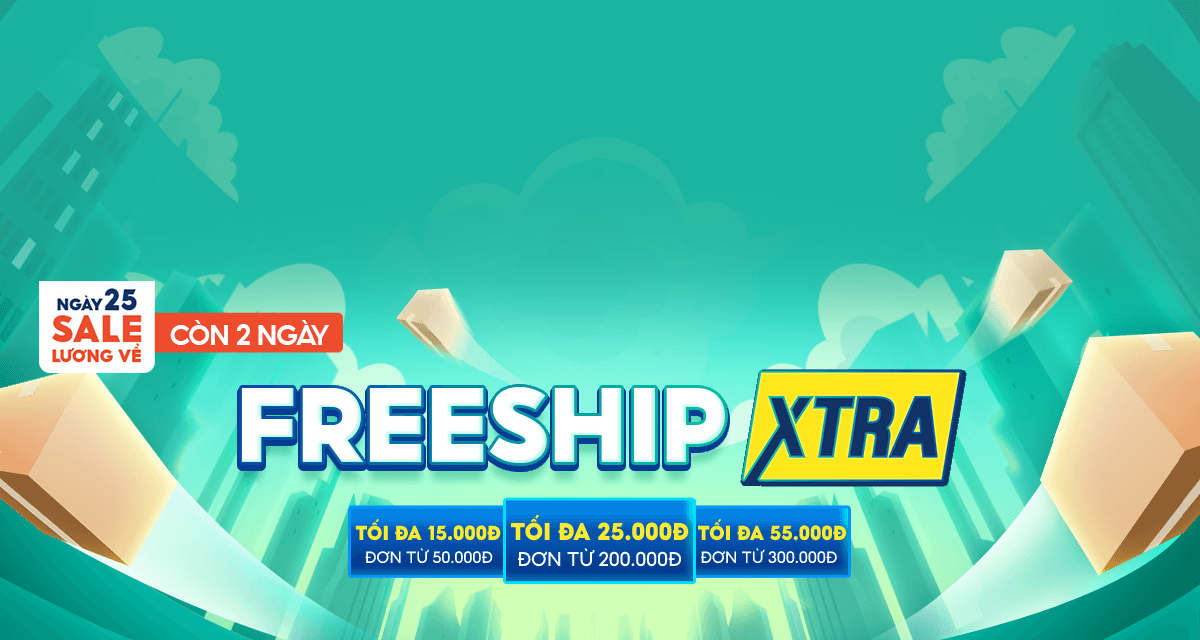 NGÀY 25
SALE
LƯƠNG VỀ
CÒN 2 NGÀY
FREESHIP XTRA
TỐI ĐA 15.000Đ
ĐƠN TỪ 50.000Đ
TỐI ĐA 25.000Đ
ĐƠN TỪ 200.000Đ
TỐI ĐA 55.000Đ
ĐƠN TỪ 300.000Đ